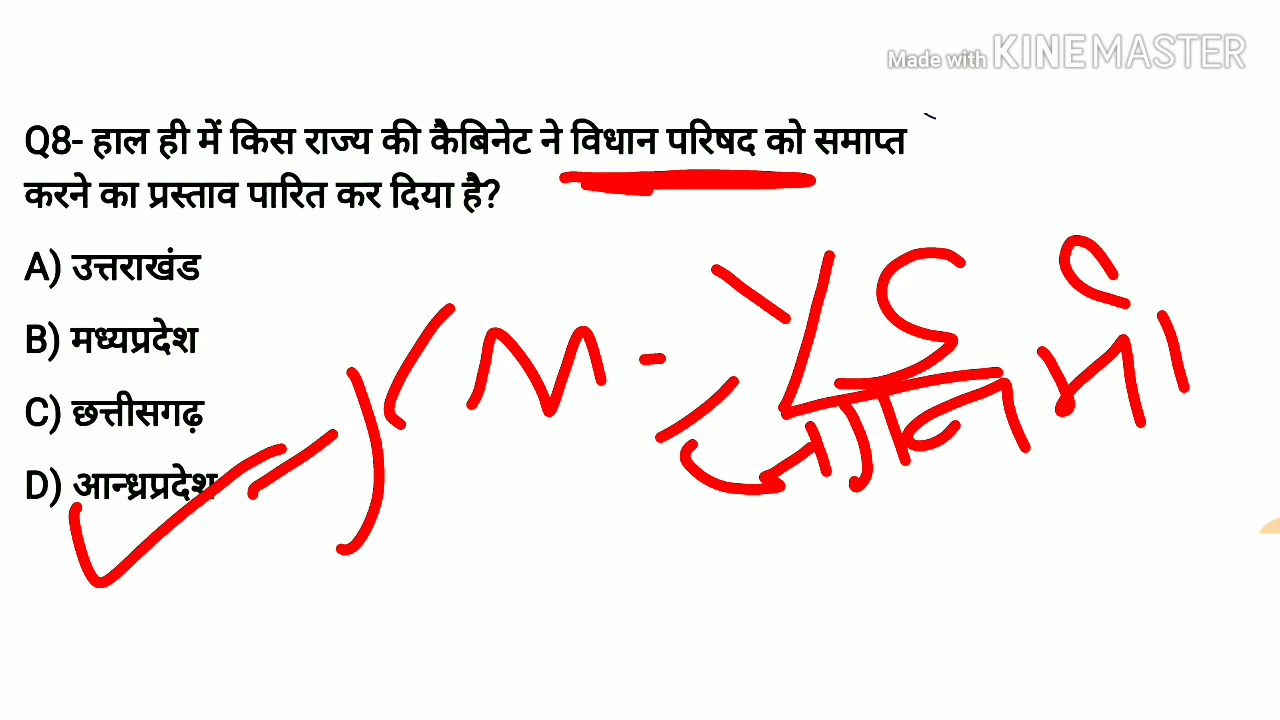 Made with KINEMASTER
Q8- हाल ही में किस राज्य की कैबिनेट ने विधान परिषद को समाप्त
करने का प्रस्ताव पारित कर दिया है?
A) उत्तराखंड
B) मध्यप्रदेश
C) छत्तीसगढ़
D) आन्ध्रप्रदेश